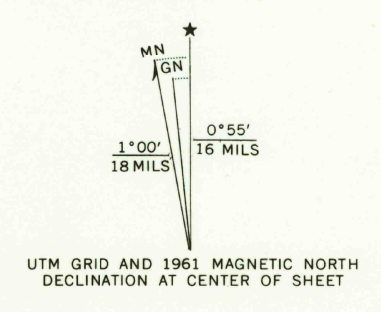 MN
GN
0°55'
16 MILS
1°00'
18 MILS
UTM GRID AND 1961 MAGNETIC NORTH
DECLINATION AT CENTER OF SHEET